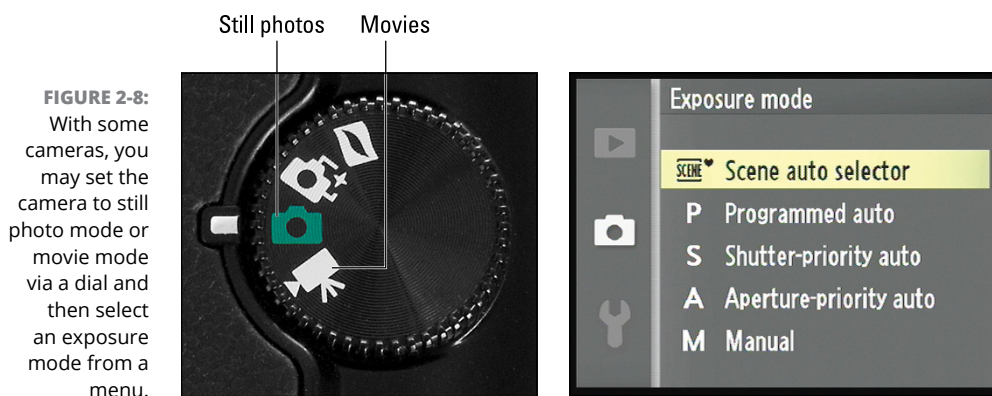 Still photos Movies
FIGURE 2-8:
With some
cameras, you
may set the
camera to still
photo mode or
movie mode
via a dial and
then select
an exposure
mode from a
menu.
Exposure mode
SCENE Scene auto selector
P Programmed auto
S Shutter-priority auto
A Aperture-priority auto
M Manual